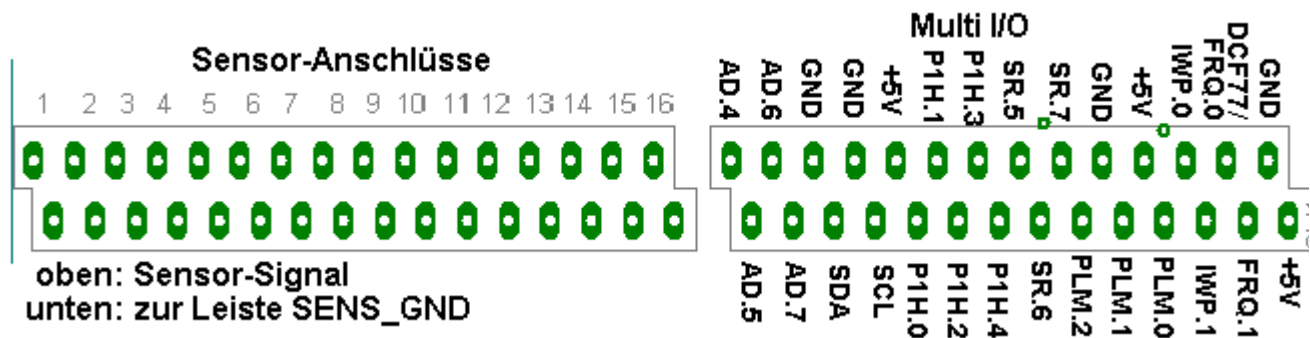 Sensor-Anschlüsse
1 2 3 4 5 6 7 8 9 10 11 12 13 14 15 16
oben: Sensor-Signal
unten: zur Leiste SENS_GND
Multi I/O
AD.4
AD.6
GND
GND
+5V
P1H.1
P1H.3
SR.5
SR.7
GND
+5V
IWP.0
DCF77/
FRQ.0
GND
AD.5
AD.7
SDA
SCL
P1H.0
P1H.2
P1H.4
SR.6
PLM.2
PLM.1
PLM.0
IWP.1
FRQ.1
+5V